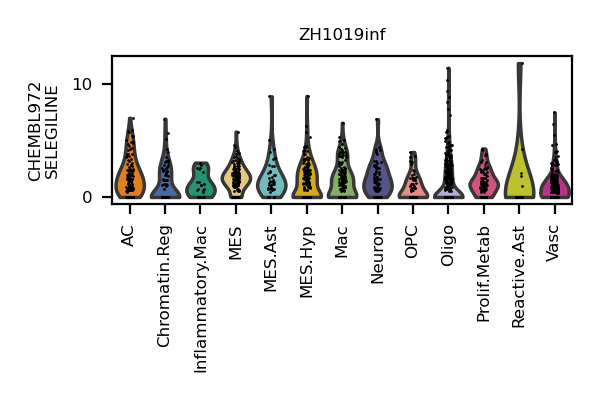 ZH1019inf
CHEMBL972
SELEGILINE
10
0
AC
Chromatin.Reg
Inflammatory.Mac
MES
MES.Ast
MES.Hyp
Mac
Neuron
OPC
Oligo
Prolif.Metab
Reactive.Ast
Vasc